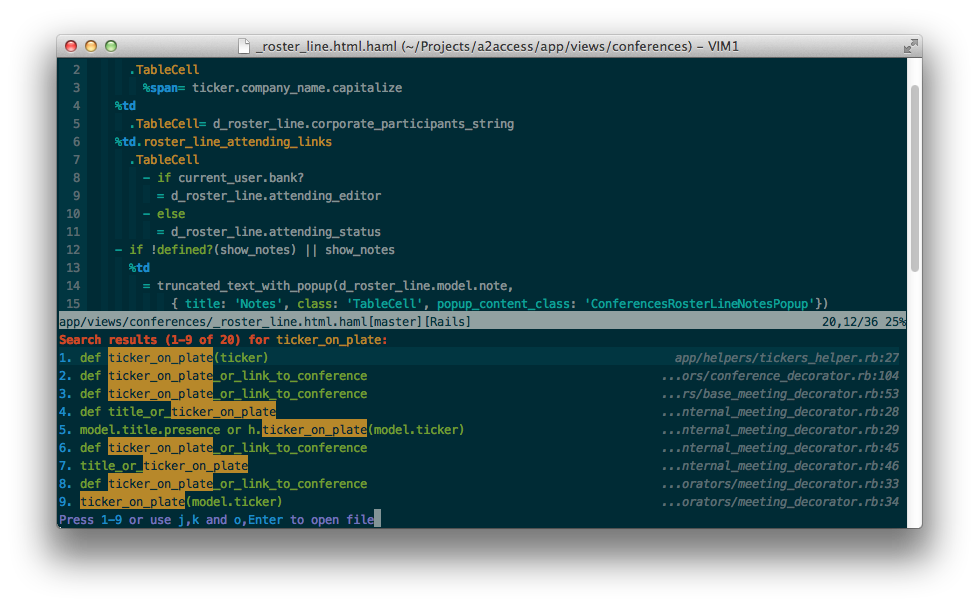 _roster_line.html.haml (~/Projects/a2access/app/views/conferences) – VIM1
2 .TableCell
3 %span= ticker.company_name.capitalize
4 %td
5 .TableCell= d_roster_line.corporate_participants_string
6 %td.roster_line_attending_links
7 .TableCell
8 - if current_user.bank?
9 = d_roster_line.attending_editor
10 - else
11 = d_roster_line.attending_status
12 - if !defined?(show_notes) || show_notes
13 %td
14 = truncated_text_with_popup(d_roster_line.model.note,
15 { title: 'Notes', class: 'TableCell', popup_content_class: 'ConferencesRosterLineNotesPopup'})
app/views/conferences/_roster_line.html.haml[master][Rails] 20,12/36 25%
Search results (1-9 of 20) for ticker_on_plate:
1. def ticker_on_plate(ticker) app/helpers/tickers_helper.rb:27
2. def ticker_on_plate_or_link_to_conference ...ors/conference_decorator.rb:104
3. def ticker_on_plate_or_link_to_conference ...rs/base_meeting_decorator.rb:53
4. def title_or_ticker_on_plate ...nternal_meeting_decorator.rb:28
5. model.title.presence or h.ticker_on_plate(model.ticker) ...nternal_meeting_decorator.rb:29
6. def ticker_on_plate_or_link_to_conference ...nternal_meeting_decorator.rb:45
7. title_or_ticker_on_plate ...nternal_meeting_decorator.rb:46
8. def ticker_on_plate_or_link_to_conference ...orators/meeting_decorator.rb:33
9. ticker_on_plate(model.ticker) ...orators/meeting_decorator.rb:34
Press 1-9 or use j,k and o,Enter to open file